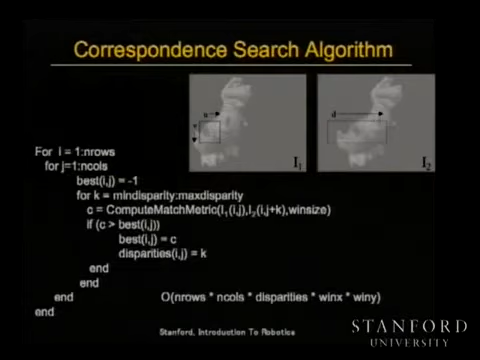 Correspondence Search Algorithm
u
v
I1
d
I2
For i = 1:nrows
for j=1:ncols
best(i,j) = -1
for k = mindisparity:maxdisparity
c = ComputeMatchMetric(I1(i,j),I2(i,j+k),winsize)
if (c > best(i,j))
best(i,j) = c
disparities(i,j) = k
end
end
end
O(nrows * ncols * disparities * winx * winy)
end
Stanford, Introduction To Robotics
STANFORD
UNIVERSITY